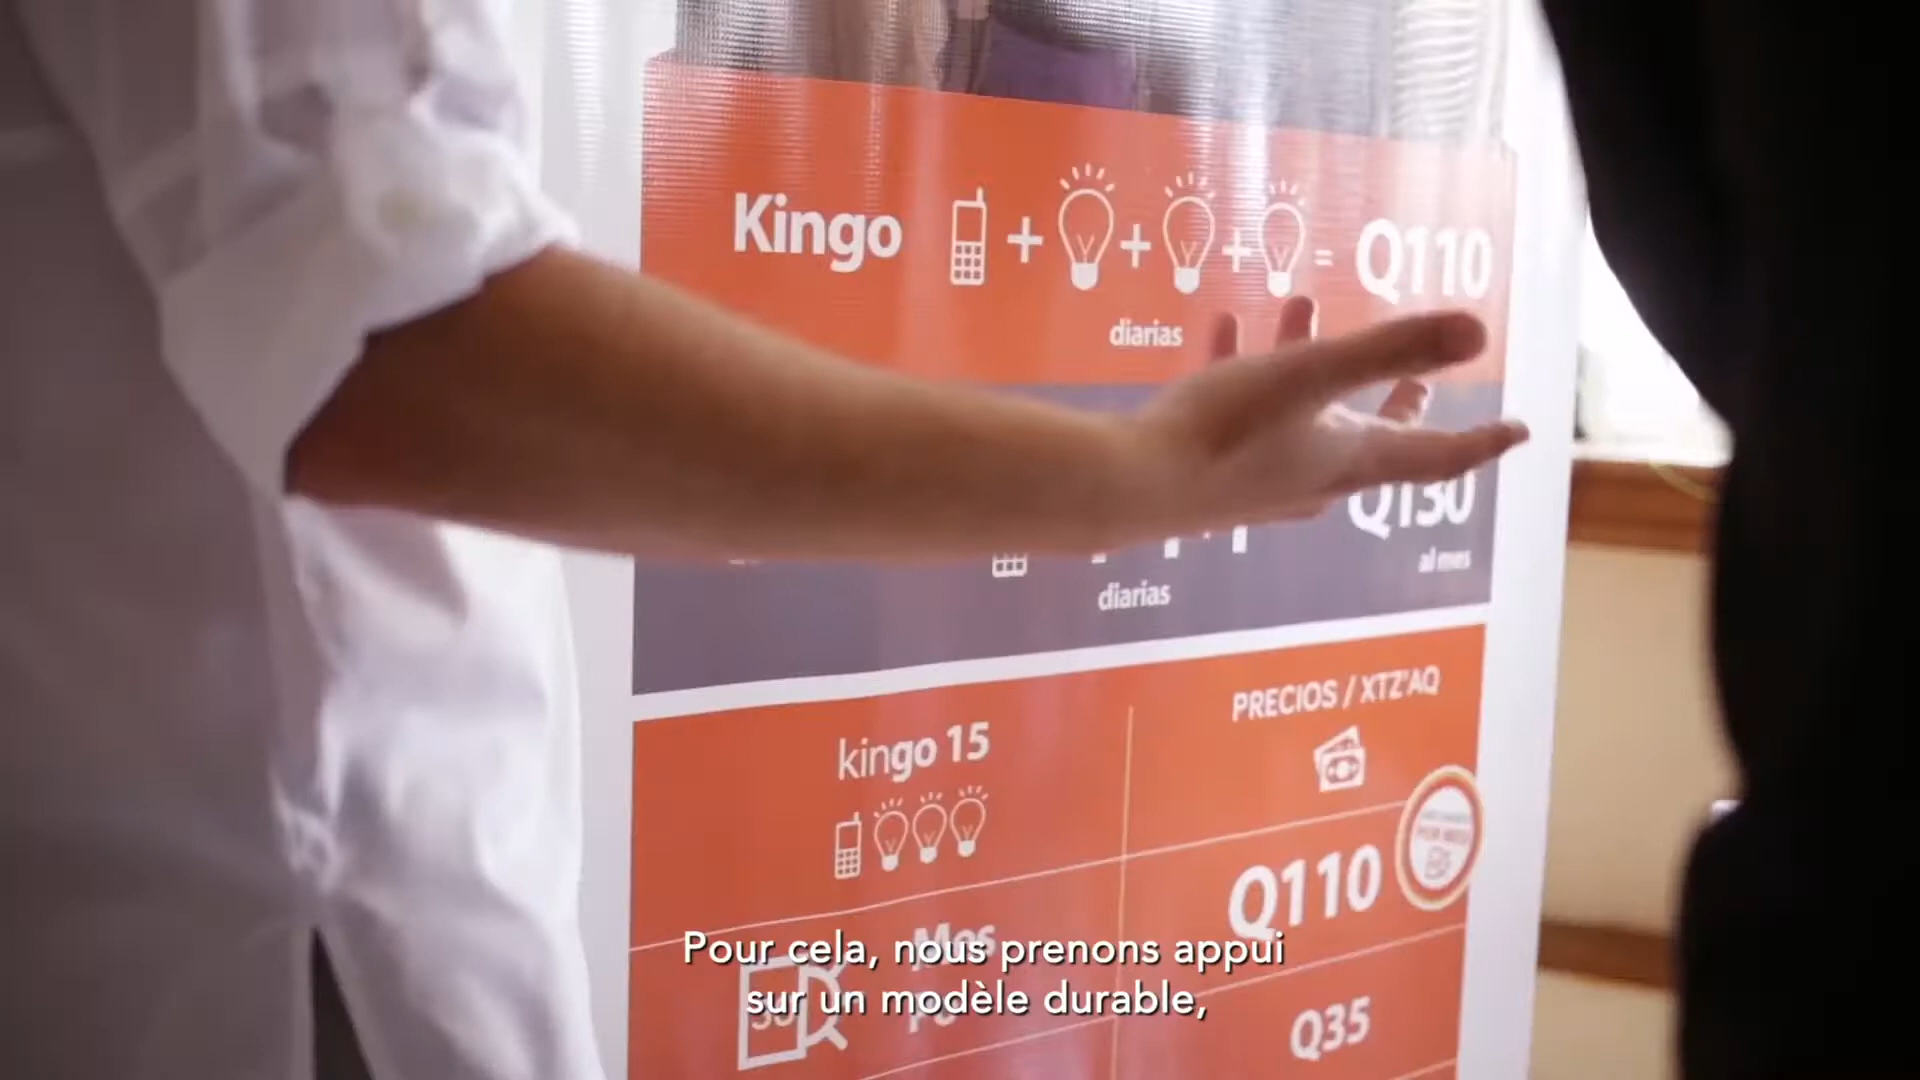 Kingo + + + = Q110
diarias
Q130
al mes
diarias
kingo 15
PRECIOS / XTZ'AQ
Q110
Mes
Q35
Pour cela, nous prenons appui
sur un modèle durable,